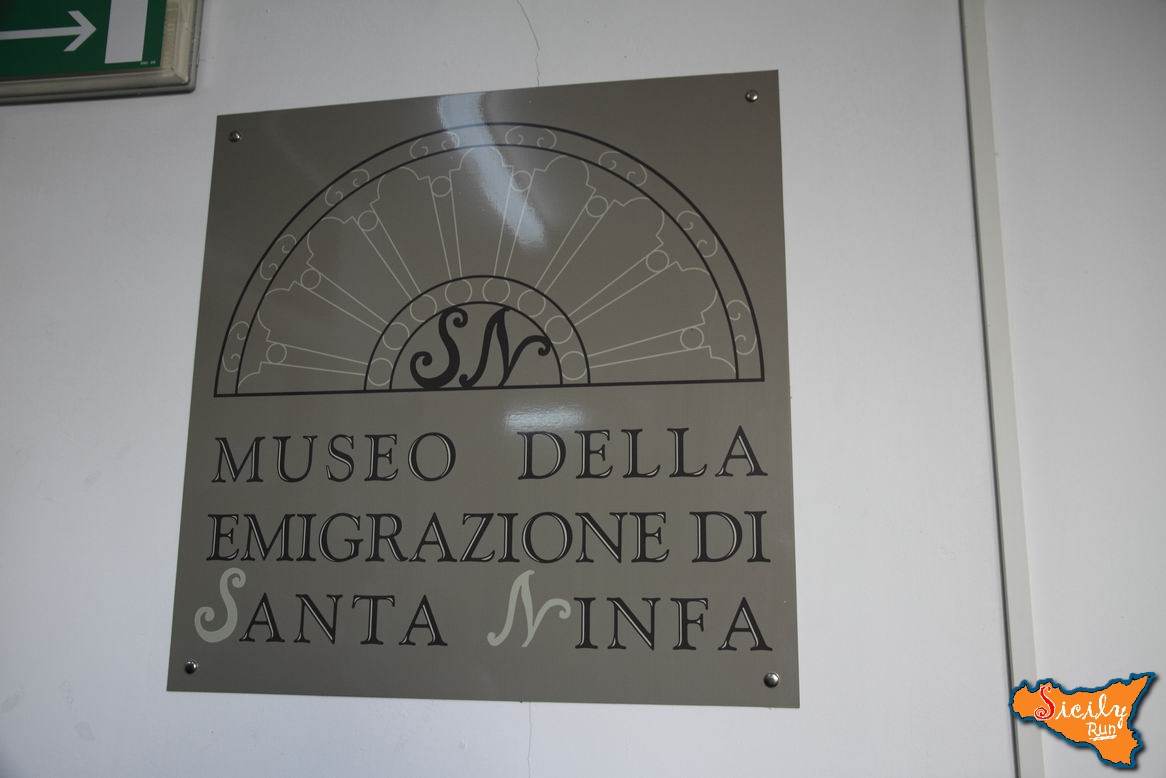 SN
MUSEO DELLA
EMIGRAZIONE DI
SANTA NINFA
Sicily
Run